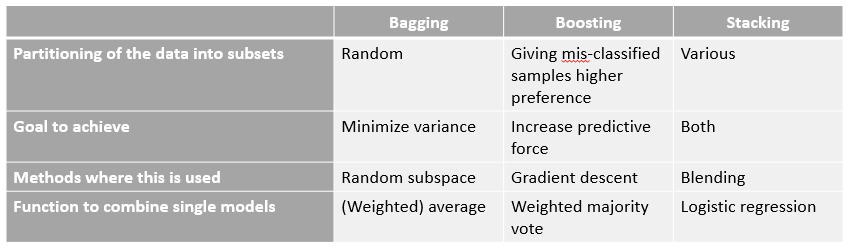 Bagging Boosting Stacking
Partitioning of the data into subsets Random Giving mis-classified Various
samples higher
preference
Goal to achieve Minimize variance Increase predictive Both
force
Methods where this is used Random subspace Gradient descent Blending
Function to combine single models (Weighted) average Weighted majority Logistic regression
vote